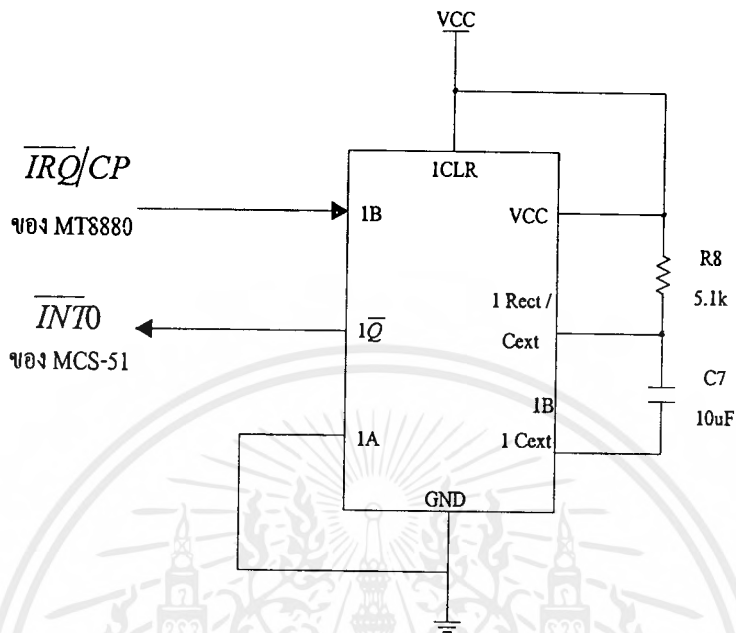 VCC
IRQ/CP
ของ MT8880
INT0
ของ MCS-51
1CLR
1B
VCC
1 Rect /
Cext
1Q
1B
1A
1 Cext
GND
R8
5.1k
C7
10uF